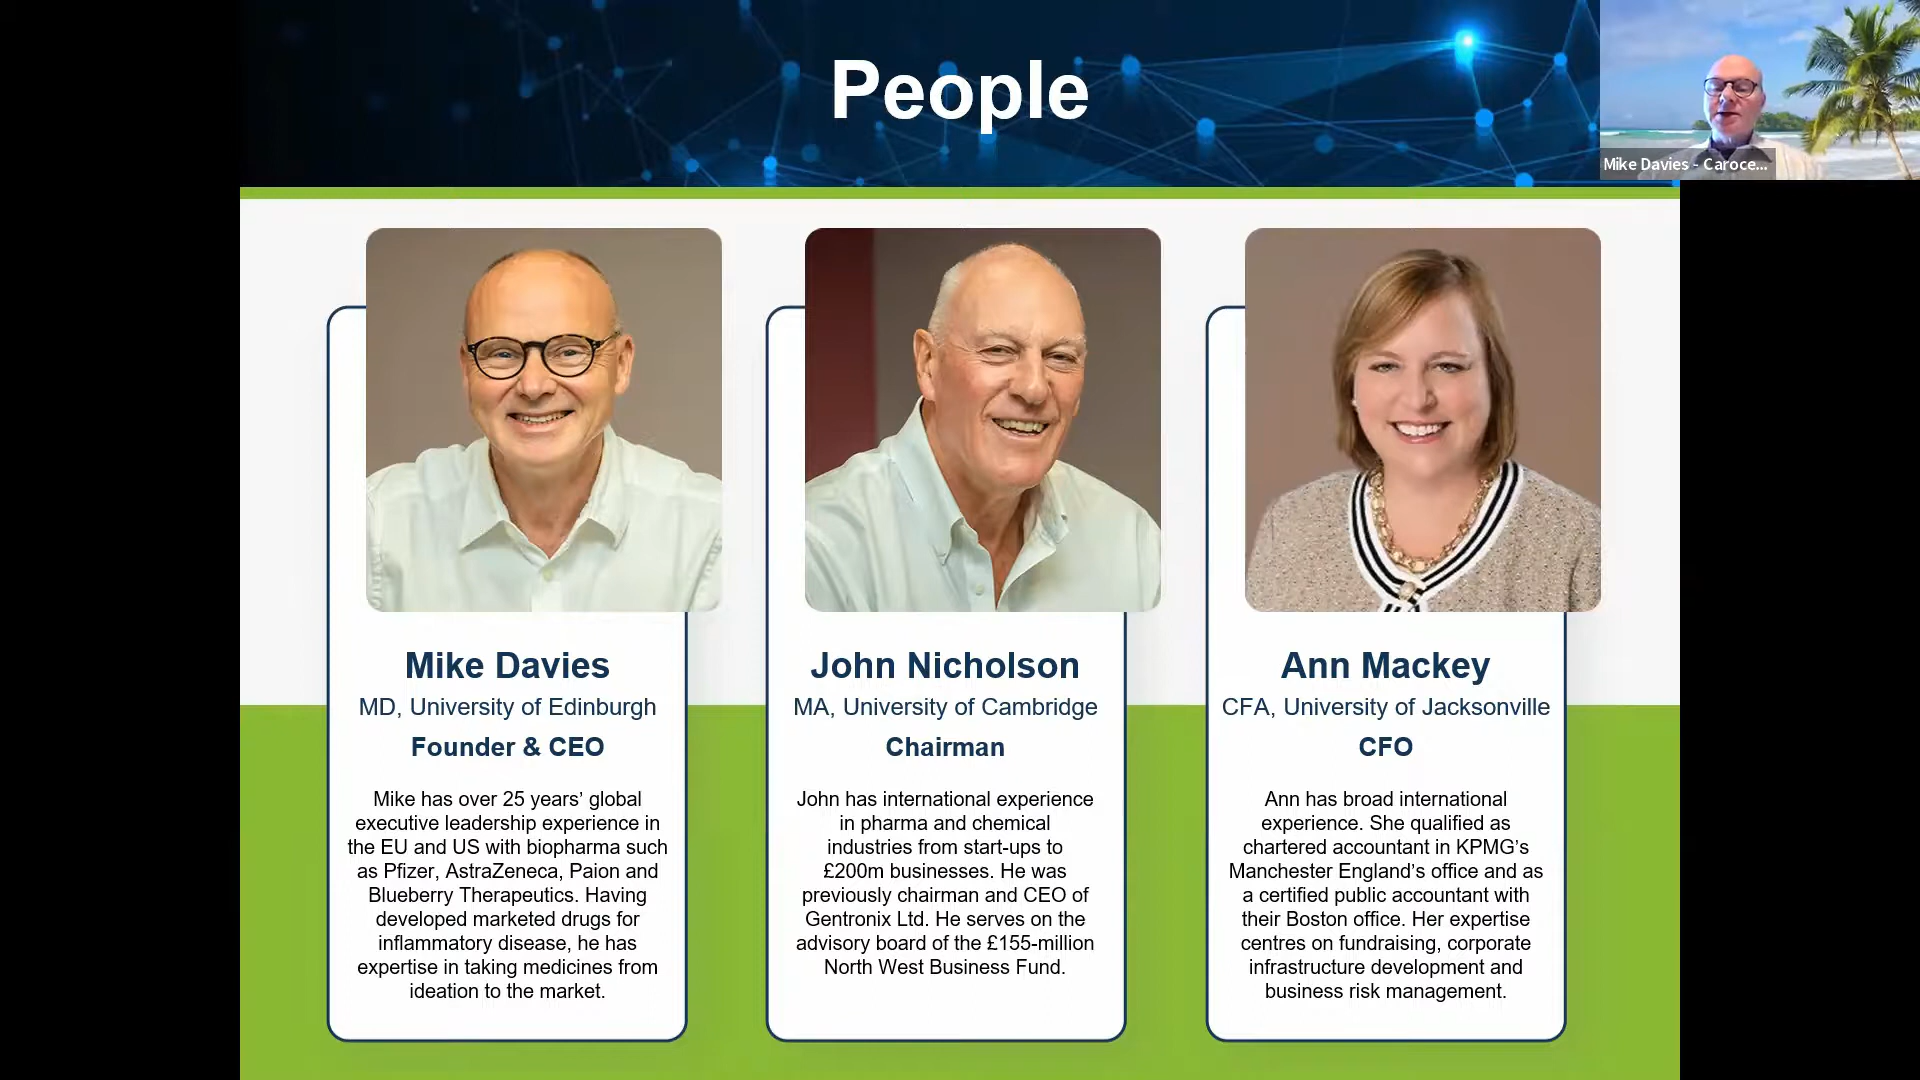 People
Mike Davies - Caroce...
Mike Davies
MD, University of Edinburgh
Founder & CEO
Mike has over 25 years’ global
executive leadership experience in
the EU and US with biopharma such
as Pfizer, AstraZeneca, Paion and
Blueberry Therapeutics. Having
developed marketed drugs for
inflammatory disease, he has
expertise in taking medicines from
ideation to the market.
John Nicholson
MA, University of Cambridge
Chairman
John has international experience
in pharma and chemical
industries from start-ups to
£200m businesses. He was
previously chairman and CEO of
Gentronix Ltd. He serves on the
advisory board of the £155-million
North West Business Fund.
Ann Mackey
CFA, University of Jacksonville
CFO
Ann has broad international
experience. She qualified as
chartered accountant in KPMG’s
Manchester England’s office and as
a certified public accountant with
their Boston office. Her expertise
centres on fundraising, corporate
infrastructure development and
business risk management.